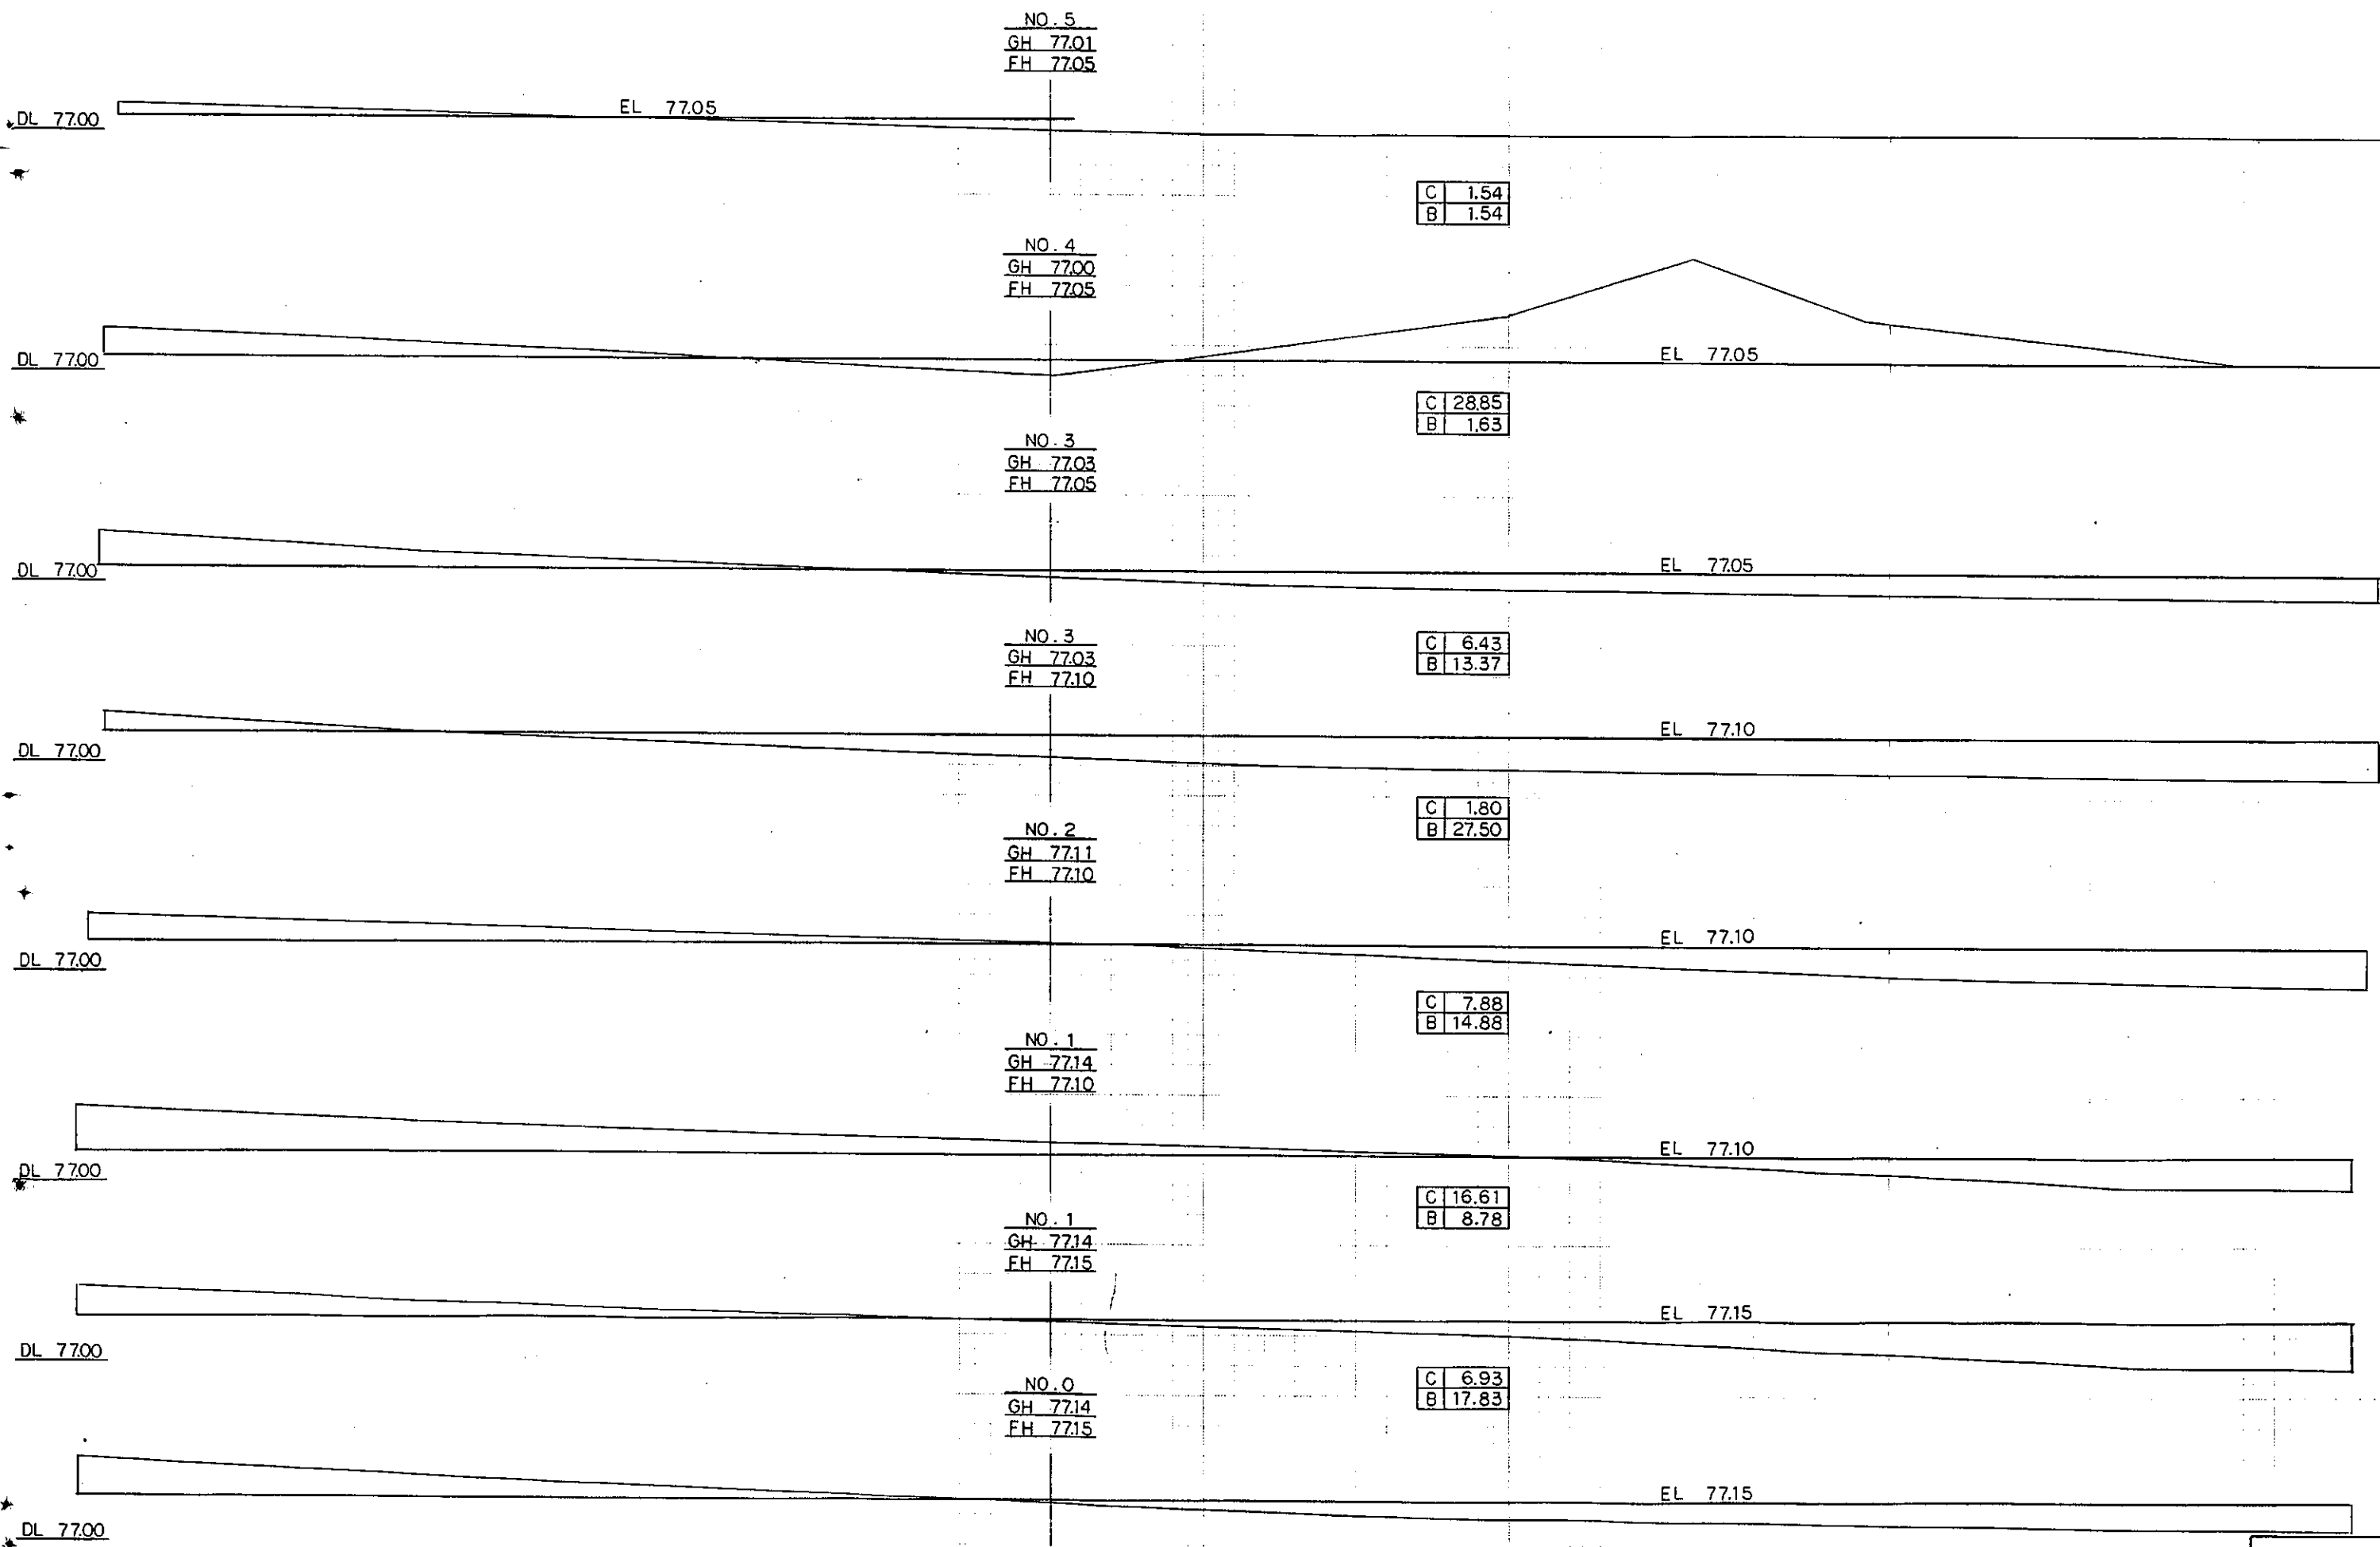 NO. 5
GH 77.01
FH 77.05
EL 77.05
DL 77.00
C 1.54
B 1.54
NO. 4
GH 77.00
FH 77.05
EL 77.05
DL 77.00
C 28.85
B 1.63
NO. 3
GH 77.03
FH 77.05
EL 77.05
DL 77.00
C 6.43
B 13.37
NO. 3
GH 77.03
FH 77.10
EL 77.10
DL 77.00
C 1.80
B 27.50
NO. 2
GH 77.11
FH 77.10
EL 77.10
DL 77.00
C 7.88
B 14.88
NO. 1
GH 77.14
FH 77.10
EL 77.10
DL 77.00
C 16.61
B 8.78
NO. 1
GH 77.14
FH 77.15
EL 77.15
DL 77.00
C 6.93
B 17.83
NO. 0
GH 77.14
FH 77.15
EL 77.15
DL 77.00